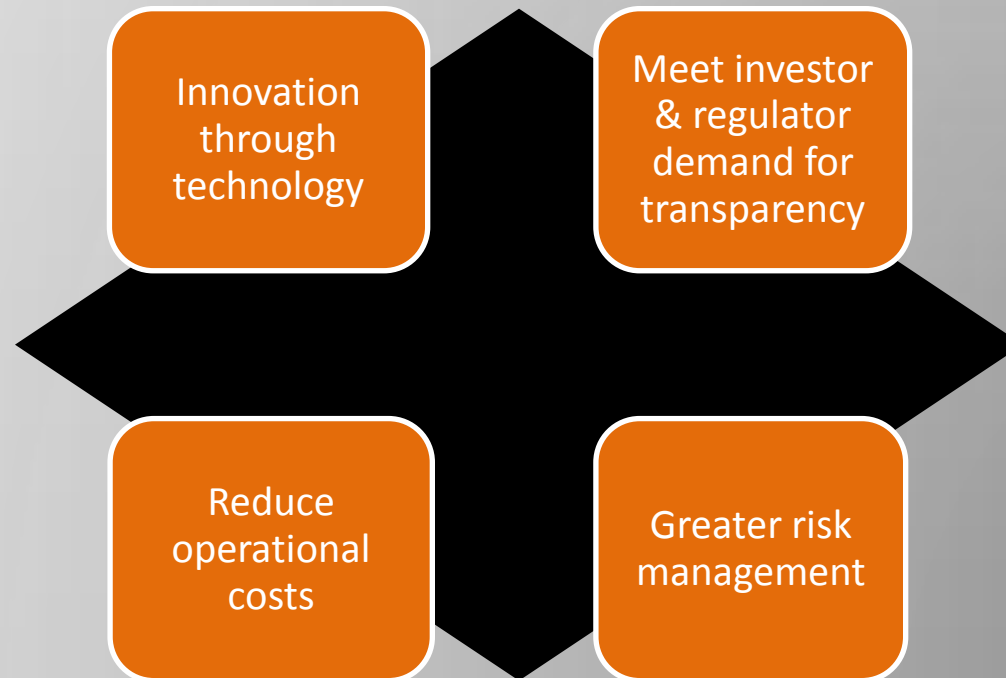 Innovation
through
technology
Meet investor
& regulator
demand for
transparency
Reduce
operational
costs
Greater risk
management